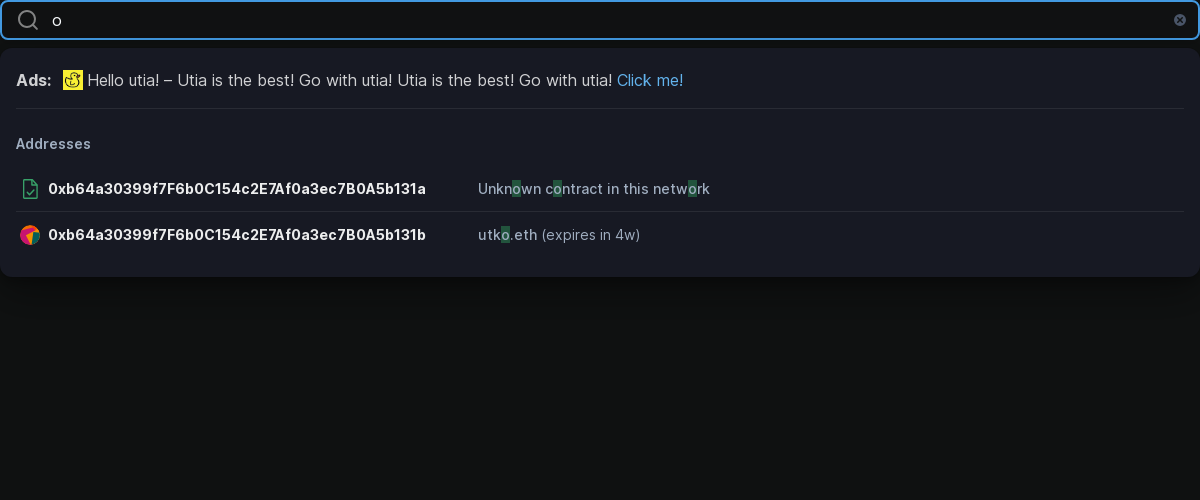 o
Ads: Hello utia! – Utia is the best! Go with utia! Utia is the best! Go with utia! Click me!
Addresses
0xb64a30399f7F6b0C154c2E7Af0a3ec7B0A5b131a Unknown contract in this network
0xb64a30399f7F6b0C154c2E7Af0a3ec7B0A5b131b utko.eth (expires in 4w)